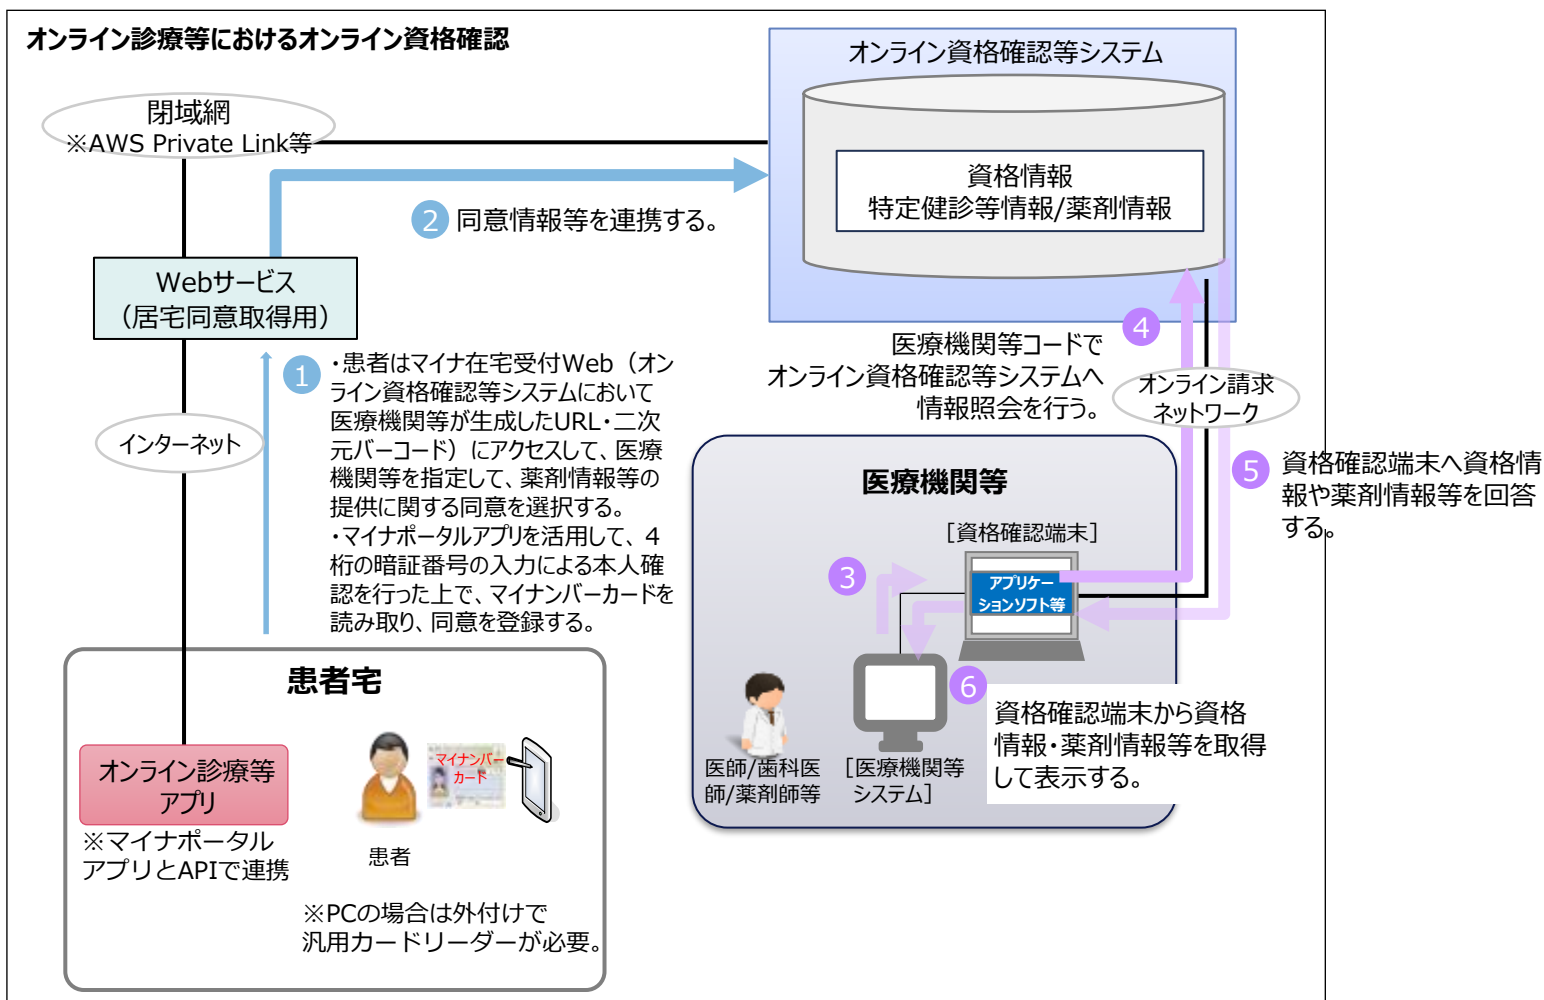 オンライン診療等におけるオンライン資格確認
オンライン資格確認等システム
閉域網
※AWS Private Link等
資格情報
特定健診等情報/薬剤情報
2 同意情報等を連携する。
Webサービス
（居宅同意取得用）
1
・患者はマイナ在宅受付Web（オン
ライン資格確認等システムにおいて
医療機関等が生成したURL・二次
元バーコード）にアクセスして、医療
機関等を指定して、薬剤情報等の
提供に関する同意を選択する。
・マイナポータルアプリを活用して、４
桁の暗証番号の入力による本人確
認を行った上で、マイナンバーカードを
読み取り、同意を登録する。
インターネット
4
医療機関等コードで
オンライン資格確認等システムへ
情報照会を行う。
オンライン請求
ネットワーク
5
資格確認端末へ資格情
報や薬剤情報等を回答
する。
医療機関等
［資格確認端末］
3
アプリケー
ションソフト等
6
資格確認端末から資格
情報・薬剤情報等を取得
して表示する。
医師/歯科医
師/薬剤師等
［医療機関等
システム］
患者宅
オンライン診療等
アプリ
※マイナポータル
アプリとAPIで連携
マイナンバー
カード
患者
※PCの場合は外付けで
汎用カードリーダーが必要。